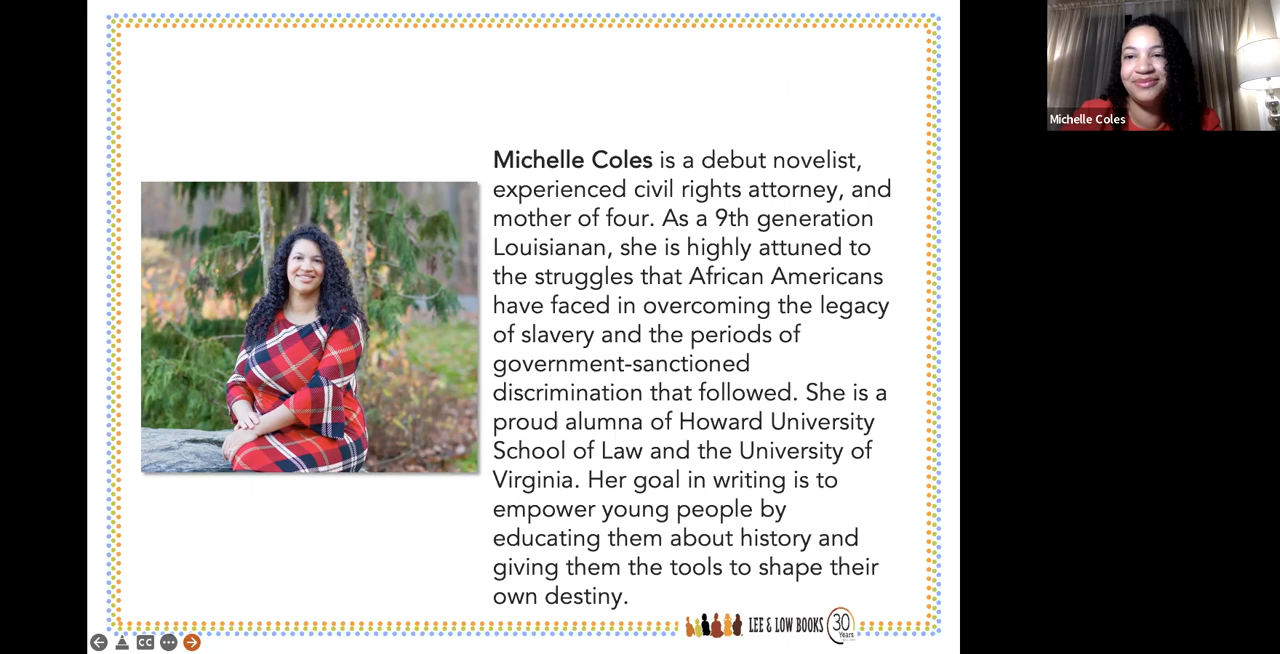 Michelle Coles is a debut novelist,
experienced civil rights attorney, and
mother of four. As a 9th generation
Louisianan, she is highly attuned to
the struggles that African Americans
have faced in overcoming the legacy
of slavery and the periods of
government-sanctioned
discrimination that followed. She is a
proud alumna of Howard University
School of Law and the University of
Virginia. Her goal in writing is to
empower young people by
educating them about history and
giving them the tools to shape their
own destiny.
LEE & LOW BOOKS
30
Years
CC
Michelle Coles